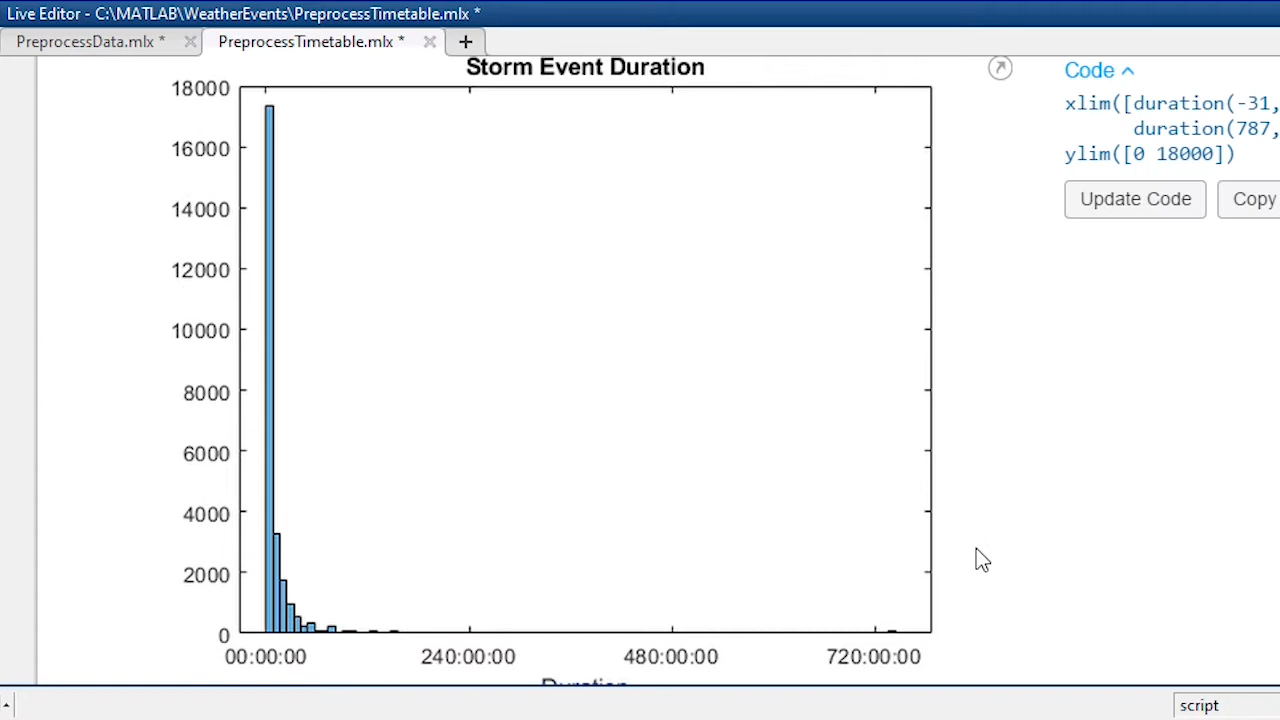 Live Editor - C:\MATLAB\WeatherEvents\PreprocessTimetable.mlx *
PreprocessData.mlx *
PreprocessTimetable.mlx *
Storm Event Duration
18000
16000
14000
12000
10000
8000
6000
4000
2000
0
00:00:00 240:00:00 480:00:00 720:00:00
Duration
Code
xlim([duration(-31,
duration(787,
ylim([0 18000])
Update Code
Copy
script